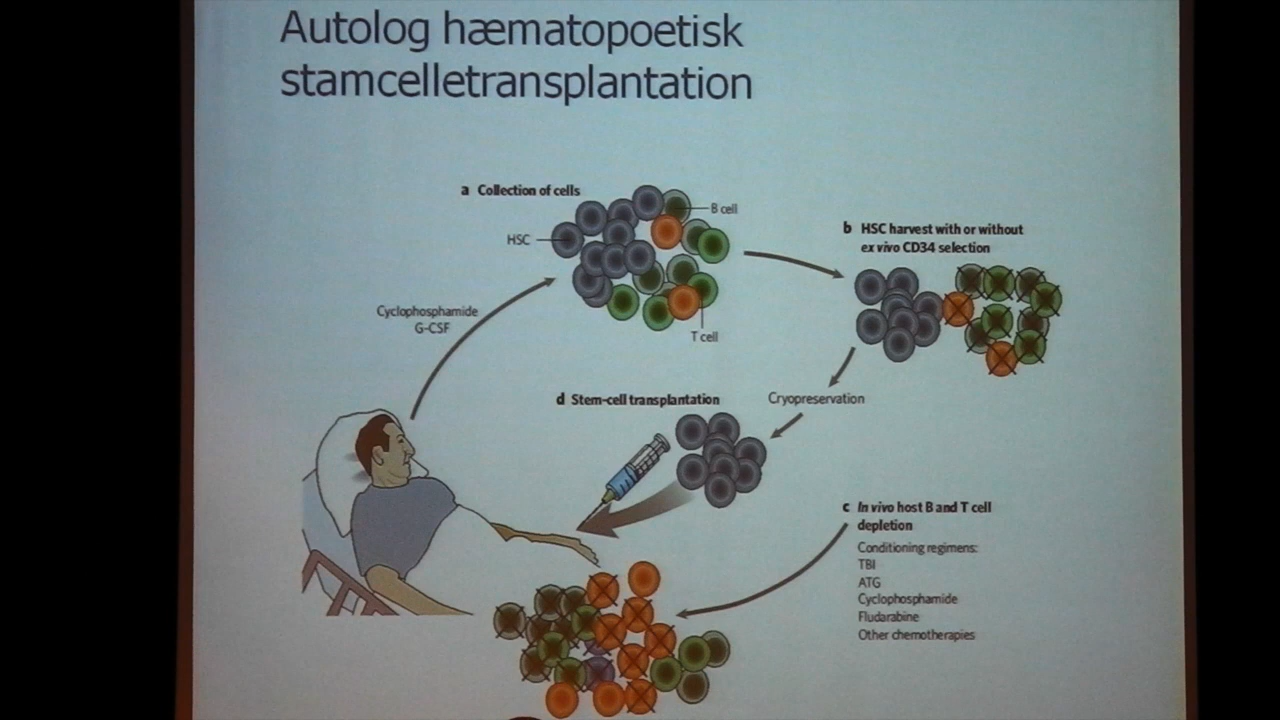 Autolog hæmatopoetisk
stamcelletransplantation
a Collection of cells
B cell
HSC
b HSC harvest with or without
ex vivo CD34 selection
Cyclophosphamide
G-CSF
T cell
d Stem-cell transplantation
Cryopreservation
c In vivo host B and T cell
depletion
Conditioning regimens:
TBI
ATG
Cyclophosphamide
Fludarabine
Other chemotherapies